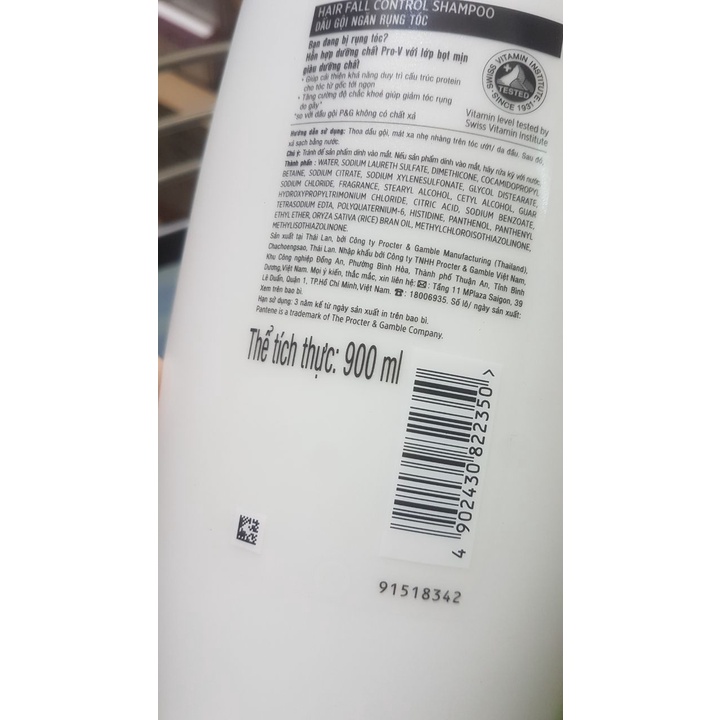 HAIR FALL CONTROL SHAMPOO
DẦU GỘI NGĂN RỤNG TÓC
Bạn đang bị rụng tóc?
Hỗn hợp dưỡng chất Pro-V với lớp bọt mịn
giàu dưỡng chất
• Giúp cải thiện khả năng duy trì cấu trúc protein
cho tóc từ gốc tới ngọn
• Tăng cường độ chắc khoẻ giúp giảm tóc rụng
do gãy*
*so với dầu gội P&G không có chất xả
SWISS VITAMIN INSTITUTE
TESTED
SINCE 1931
Vitamin level tested by
Swiss Vitamin Institute
Hướng dẫn sử dụng: Thoa dầu gội, mát xa nhẹ nhàng trên tóc ướt/ da đầu. Sau đó,
xả sạch bằng nước.
Chú ý: Tránh để sản phẩm dính vào mắt. Nếu sản phẩm dính vào mắt, hãy rửa kỹ với nước.
Thành phần: WATER, SODIUM LAURETH SULFATE, DIMETHICONE, COCAMIDOPROPYL
BETAINE, SODIUM CITRATE, SODIUM XYLENESULFONATE, GLYCOL DISTEARATE,
SODIUM CHLORIDE, FRAGRANCE, STEARYL ALCOHOL, CETYL ALCOHOL, GUAR
HYDROXYPROPYLTRIMONIUM CHLORIDE, CITRIC ACID, SODIUM BENZOATE,
TETRASODIUM EDTA, POLYQUATERNIUM-6, HISTIDINE, PANTHENOL, PANTHENYL
ETHYL ETHER, ORYZA SATIVA (RICE) BRAN OIL, METHYLCHLOROISOTHIAZOLINONE,
METHYLISOTHIAZOLINONE.
Sản xuất tại Thái Lan, bởi Công ty Procter & Gamble Manufacturing (Thailand),
Chachoengsao, Thái Lan. Nhập khẩu bởi Công ty TNHH Procter & Gamble Việt Nam,
Khu Công nghiệp Đồng An, Phường Bình Hòa, Thành phố Thuận An, Tỉnh Bình
Dương, Việt Nam. Mọi ý kiến, thắc mắc, xin liên hệ: Tầng 11 MPlaza Saigon, 39
Lê Duẩn, Quận 1, TP.Hồ Chí Minh, Việt Nam. ☎: 18006935. Số lô/ ngày sản xuất:
Xem trên bao bì.
Hạn sử dụng: 3 năm kể từ ngày sản xuất in trên bao bì.
Pantene is a trademark of The Procter & Gamble Company.
Thể tích thực: 900 ml
4 902430 822350 >
91518342